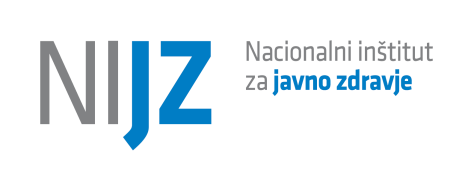 NIJZ
Nacionalni inštitut
za javno zdravje